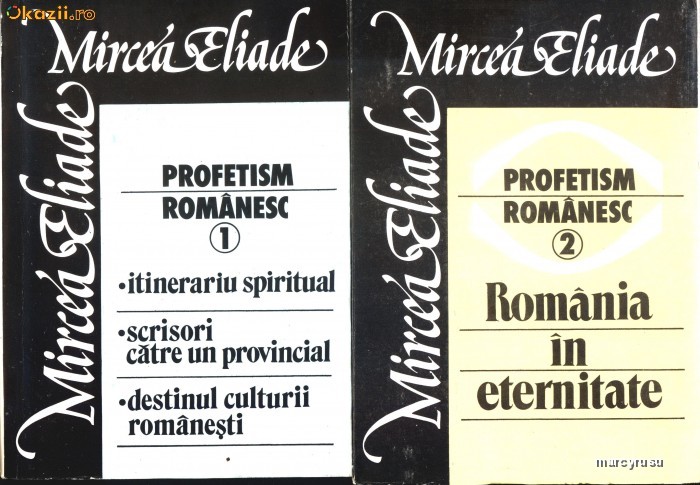 Okazii.ro
Mircea Eliade
Mircea Eliade
PROFETISM
ROMÂNESC
1
• itinerariu spiritual
• scrisori
către un provincial
• destinul culturii
românești
Mircea Eliade
Mircea Eliade
PROFETISM
ROMÂNESC
2
România
în
eternitate
marcyrusu